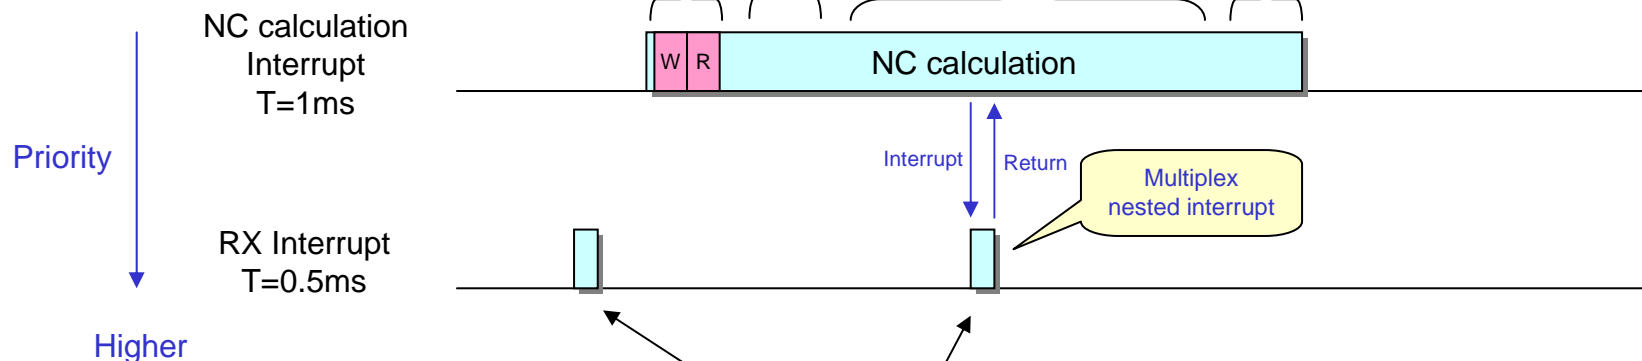 NC calculation
Interrupt
T=1ms
W R
NC calculation
Priority
Interrupt
Return
Multiplex
nested interrupt
RX Interrupt
T=0.5ms
Higher